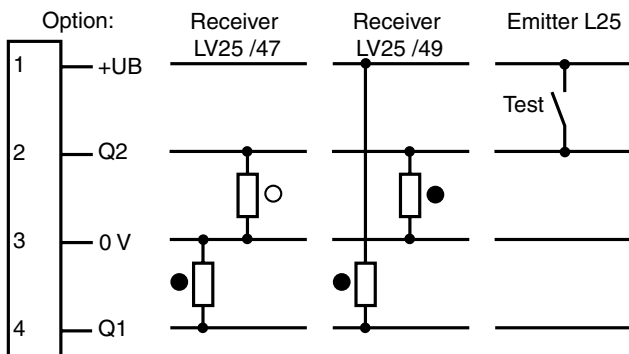 Option: Receiver LV25 /47 Receiver LV25 /49 Emitter L25
1 +UB
Test
2 Q2
3 0 V
4 Q1